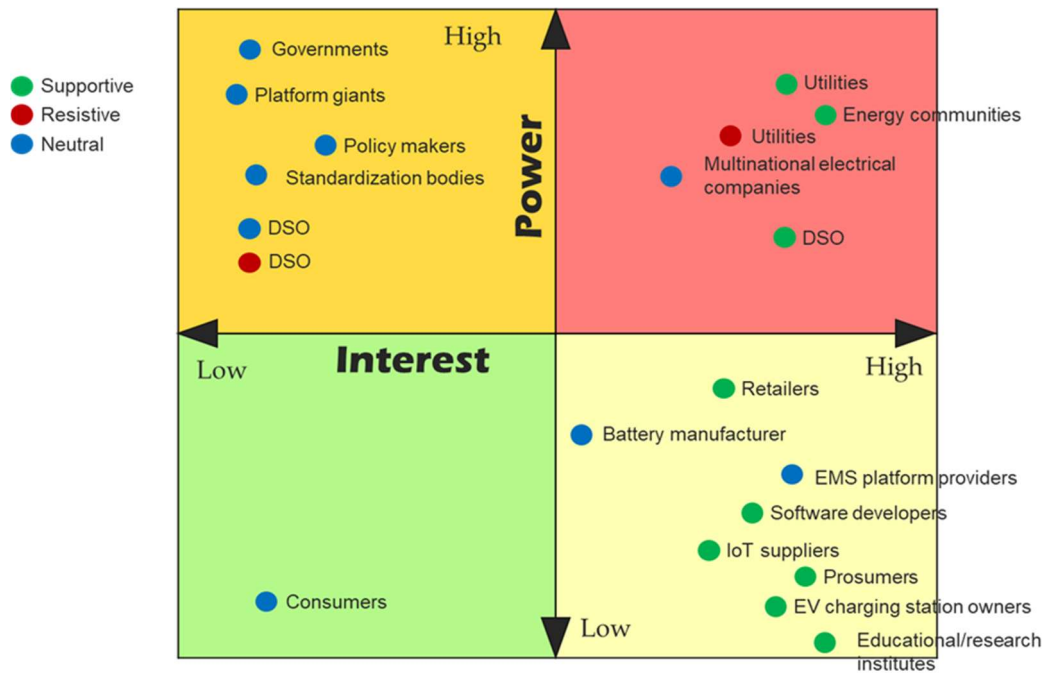 High
Governments
Supportive
Resistive
Neutral
Platform giants
Policy makers
Standardization bodies
DSO
DSO
Power
Utilities
Energy communities
Utilities
Multinational electrical
companies
DSO
Low
Interest
High
Retailers
Battery manufacturer
EMS platform providers
Software developers
IoT suppliers
Prosumers
Consumers
EV charging station owners
Low
Educational/research
institutes